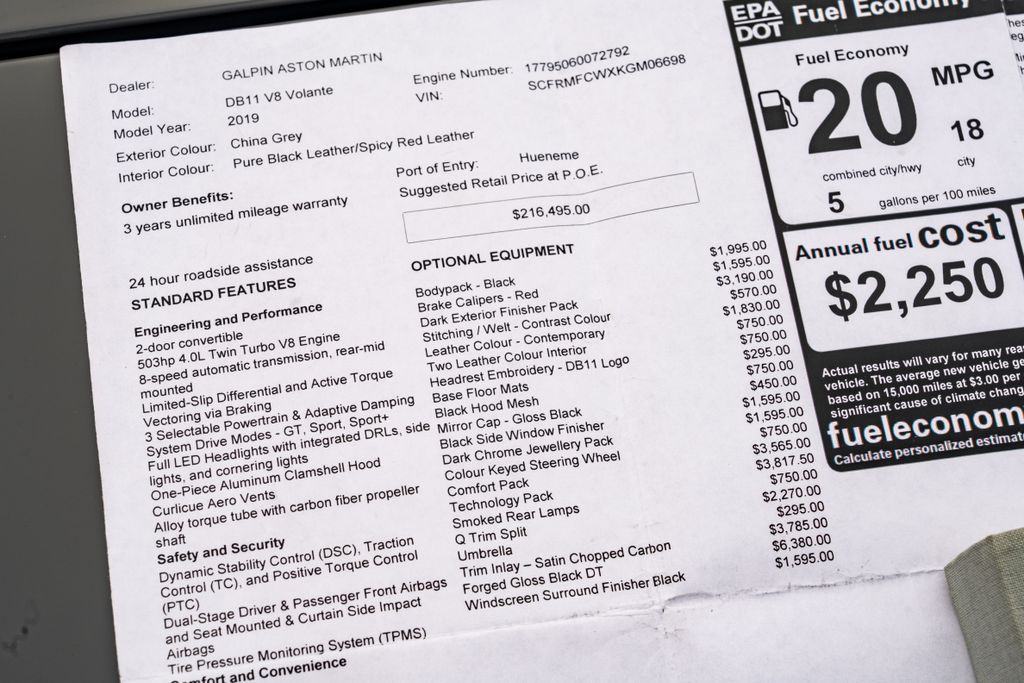 Dealer: GALPIN ASTON MARTIN
Model: DB11 V8 Volante
Model Year: 2019
Exterior Colour: China Grey
Interior Colour: Pure Black Leather/Spicy Red Leather
Engine Number: 17795060072792
VIN: SCFRMFCWXKGM06698
Owner Benefits:
3 years unlimited mileage warranty
24 hour roadside assistance
Port of Entry: Hueneme
Suggested Retail Price at P.O.E.
$216,495.00
STANDARD FEATURES
Engineering and Performance
2-door convertible
503hp 4.0L Twin Turbo V8 Engine
8-speed automatic transmission, rear-mid
mounted
Limited-Slip Differential and Active Torque
Vectoring via Braking
3 Selectable Powertrain & Adaptive Damping
System Drive Modes - GT, Sport, Sport+
Full LED Headlights with integrated DRLs, side
lights, and cornering lights
One-Piece Aluminum Clamshell Hood
Curlicue Aero Vents
Alloy torque tube with carbon fiber propeller
shaft
Safety and Security
Dynamic Stability Control (DSC), Traction
Control (TC), and Positive Torque Control
(PTC)
Dual-Stage Driver & Passenger Front Airbags
and Seat Mounted & Curtain Side Impact
Airbags
Tire Pressure Monitoring System (TPMS)
Comfort and Convenience
OPTIONAL EQUIPMENT
Bodypack - Black $1,995.00
Brake Calipers - Red $1,595.00
Dark Exterior Finisher Pack $3,190.00
Stitching / Welt - Contrast Colour $570.00
Leather Colour - Contemporary $1,830.00
Two Leather Colour Interior $750.00
Headrest Embroidery - DB11 Logo $750.00
Base Floor Mats $295.00
Black Hood Mesh $750.00
Mirror Cap - Gloss Black $450.00
Black Side Window Finisher $1,595.00
Dark Chrome Jewellery Pack $1,595.00
Colour Keyed Steering Wheel $750.00
Comfort Pack $3,565.00
Technology Pack $3,817.50
Smoked Rear Lamps $750.00
Q Trim Split $2,270.00
Umbrella $295.00
Trim Inlay – Satin Chopped Carbon $3,785.00
Forged Gloss Black DT $6,380.00
Windscreen Surround Finisher Black $1,595.00
EPA
DOT
Fuel Economy
Fuel Economy
20 MPG
18
combined city/hwy city
5 gallons per 100 miles
Annual fuel cost
$2,250
Actual results will vary for many
vehicle. The average new vehicle
based on 15,000 miles at $3.00 per
significant cause of climate
fueleconom
Calculate personalized